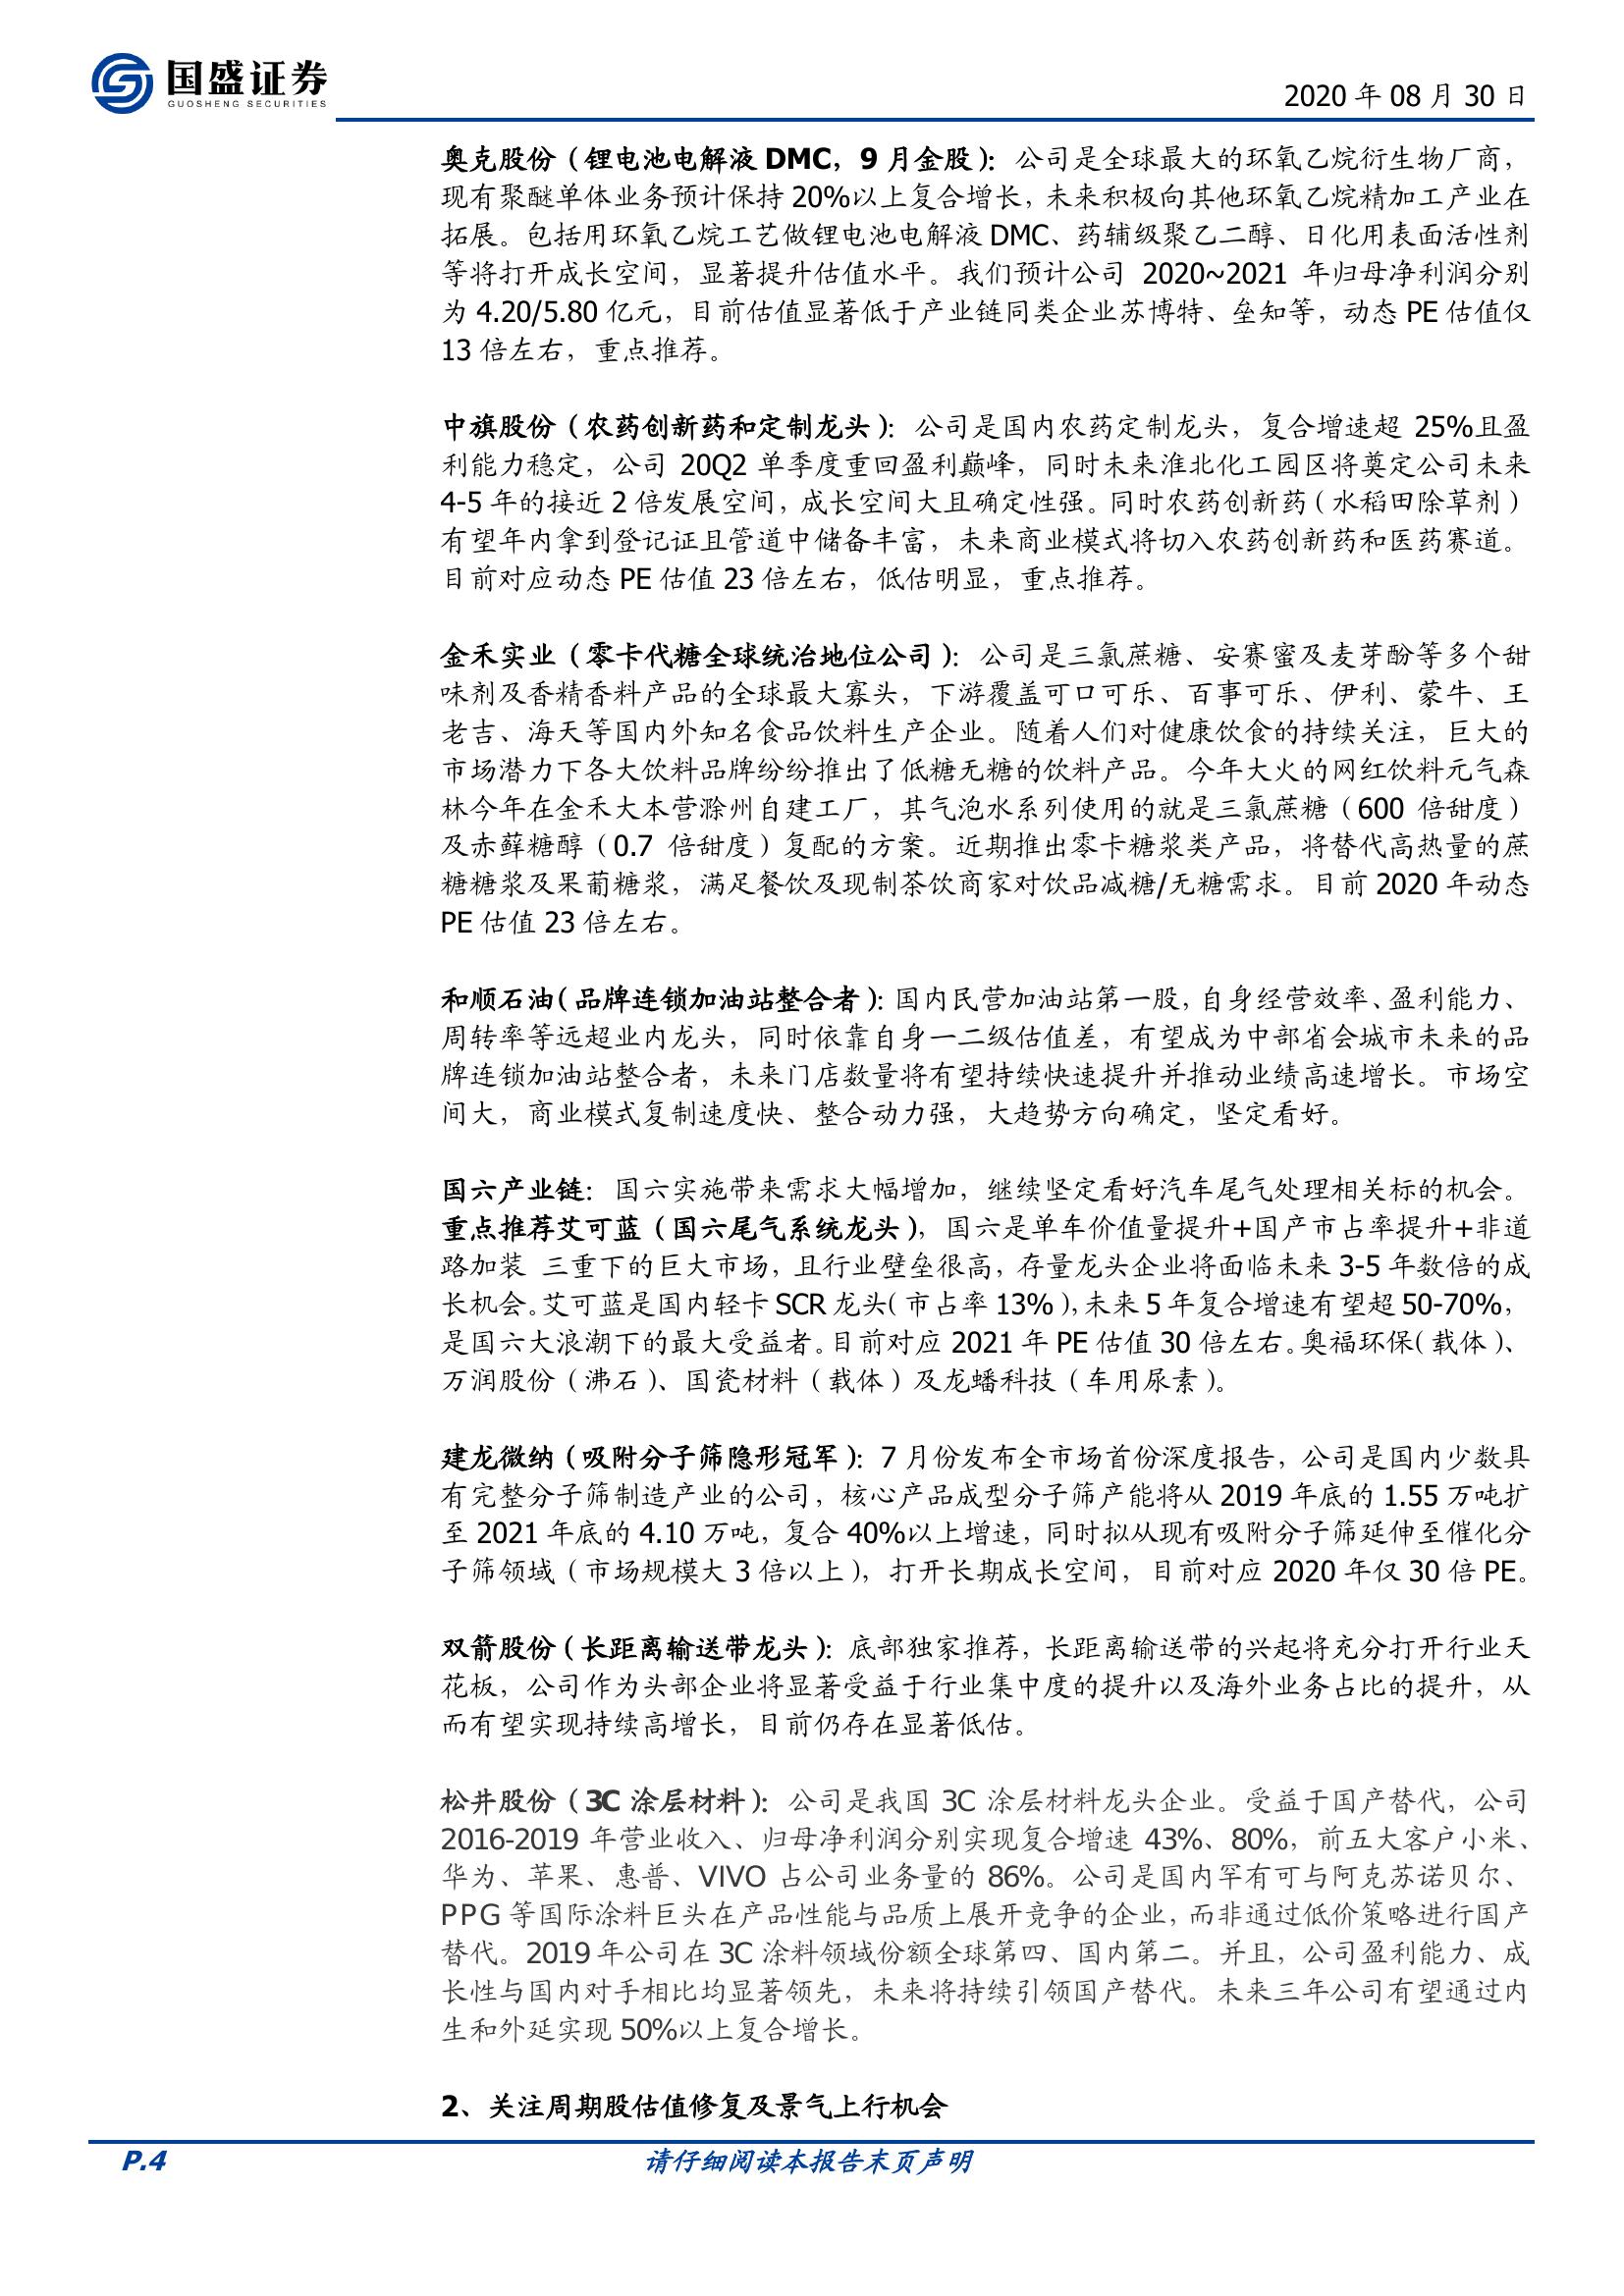 国盛证券
GUOSHENG SECURITIES
2020 年 08 月 30 日
奥克股份（锂电池电解液 DMC，9 月金股）：公司是全球最大的环氧乙烷衍生物厂商，
现有聚醚单体业务预计保持 20%以上复合增长，未来积极向其他环氧乙烷精加工产业在
拓展。包括用环氧乙烷工艺做锂电池电解液 DMC、药辅级聚乙二醇、日化用表面活性剂
等将打开成长空间，显著提升估值水平。我们预计公司 2020~2021 年归母净利润分别
为 4.20/5.80 亿元，目前估值显著低于产业链同类企业苏博特、垒知等，动态 PE 估值仅
13 倍左右，重点推荐。
中旗股份（农药创新药和定制龙头）：公司是国内农药定制龙头，复合增速超 25%且盈
利能力稳定，公司 20Q2 单季度重回盈利巅峰，同时未来淮北化工园区将奠定公司未来
4-5 年的接近 2 倍发展空间，成长空间大且确定性强。同时农药创新药（水稻田除草剂）
有望年内拿到登记证且管道中储备丰富，未来商业模式将切入农药创新药和医药赛道。
目前对应动态 PE 估值 23 倍左右，低估明显，重点推荐。
金禾实业（零卡代糖全球统治地位公司）：公司是三氯蔗糖、安赛蜜及麦芽酚等多个甜
味剂及香精香料产品的全球最大寡头，下游覆盖可口可乐、百事可乐、伊利、蒙牛、王
老吉、海天等国内外知名食品饮料生产企业。随着人们对健康饮食的持续关注，巨大的
市场潜力下各大饮料品牌纷纷推出了低糖无糖的饮料产品。今年大火的网红饮料元气森
林今年在金禾大本营滁州自建工厂，其气泡水系列使用的就是三氯蔗糖（600 倍甜度）
及赤藓糖醇（0.7 倍甜度）复配的方案。近期推出零卡糖浆类产品，将替代高热量的蔗
糖糖浆及果葡糖浆，满足餐饮及现制茶饮商家对饮品减糖/无糖需求。目前 2020 年动态
PE 估值 23 倍左右。
和顺石油（品牌连锁加油站整合者）：国内民营加油站第一股，自身经营效率、盈利能力、
周转率等远超业内龙头，同时依靠自身一二级估值差，有望成为中部省会城市未来的品
牌连锁加油站整合者，未来门店数量将有望持续快速提升并推动业绩高速增长。市场空
间大，商业模式复制速度快、整合动力强，大趋势方向确定，坚定看好。
国六产业链：国六实施带来需求大幅增加，继续坚定看好汽车尾气处理相关标的机会。
重点推荐艾可蓝（国六尾气系统龙头），国六是单车价值量提升+国产市占率提升+非道
路加装 三重下的巨大市场，且行业壁垒很高，存量龙头企业将面临未来 3-5 年数倍的成
长机会。艾可蓝是国内轻卡 SCR 龙头（市占率 13%），未来 5 年复合增速有望超 50-70%，
是国六大浪潮下的最大受益者。目前对应 2021 年 PE 估值 30 倍左右。奥福环保（载体）、
万润股份（沸石）、国瓷材料（载体）及龙蟠科技（车用尿素）。
建龙微纳（吸附分子筛隐形冠军）：7 月份发布全市场首份深度报告，公司是国内少数具
有完整分子筛制造产业的公司，核心产品成型分子筛产能将从 2019 年底的 1.55 万吨扩
至 2021 年底的 4.10 万吨，复合 40%以上增速，同时拟从现有吸附分子筛延伸至催化分
子筛领域（市场规模大 3 倍以上），打开长期成长空间，目前对应 2020 年仅 30 倍 PE。
双箭股份（长距离输送带龙头）：底部独家推荐，长距离输送带的兴起将充分打开行业天
花板，公司作为头部企业将显著受益于行业集中度的提升以及海外业务占比的提升，从
而有望实现持续高增长，目前仍存在显著低估。
松井股份（3C 涂层材料）：公司是我国 3C 涂层材料龙头企业。受益于国产替代，公司
2016-2019 年营业收入、归母净利润分别实现复合增速 43%、80%，前五大客户小米、
华为、苹果、惠普、VIVO 占公司业务量的 86%。公司是国内罕有可与阿克苏诺贝尔、
PPG 等国际涂料巨头在产品性能与品质上展开竞争的企业，而非通过低价策略进行国产
替代。2019 年公司在 3C 涂料领域份额全球第四、国内第二。并且，公司盈利能力、成
长性与国内对手相比均显著领先，未来将持续引领国产替代。未来三年公司有望通过内
生和外延实现 50%以上复合增长。
2、关注周期股估值修复及景气上行机会
P.4
请仔细阅读本报告末页声明